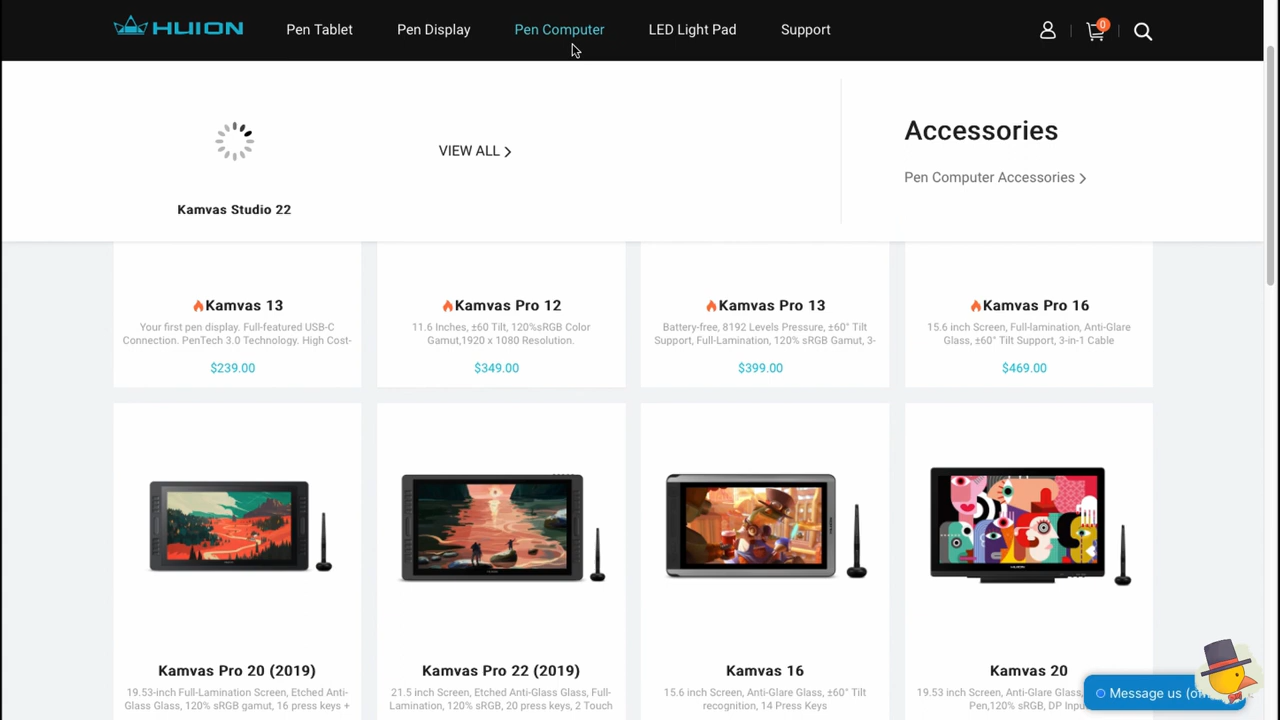 HUION
Pen Tablet
Pen Display
Pen Computer
LED Light Pad
Support
0
VIEW ALL
Kamvas Studio 22
Accessories
Pen Computer Accessories
Kamvas 13
Your first pen display. Full-featured USB-C
Connection. PenTech 3.0 Technology. High Cost-
$239.00
Kamvas Pro 12
11.6 Inches, ±60 Tilt, 120%sRGB Color
Gamut,1920 x 1080 Resolution.
$349.00
Kamvas Pro 13
Battery-free, 8192 Levels Pressure, ±60° Tilt
Support, Full-Lamination, 120% sRGB Gamut, 3-
$399.00
Kamvas Pro 16
15.6 inch Screen, Full-lamination, Anti-Glare
Glass, ±60° Tilt Support, 3-in-1 Cable
$469.00
Kamvas Pro 20 (2019)
19.53-inch Full-Lamination Screen, Etched Anti-
Glass Glass, 120% sRGB gamut, 16 press keys +
Kamvas Pro 22 (2019)
21.5 inch Screen, Etched Anti-Glass Glass, Full-
Lamination, 120% sRGB, 20 press keys, 2 Touch
Kamvas 16
15.6 inch Screen, Anti-Glare Glass, ±60° Tilt
recognition, 14 Press Keys
Kamvas 20
19.53 inch Screen, Anti-Glare Glass,
Pen,120% sRGB, DP
Message us